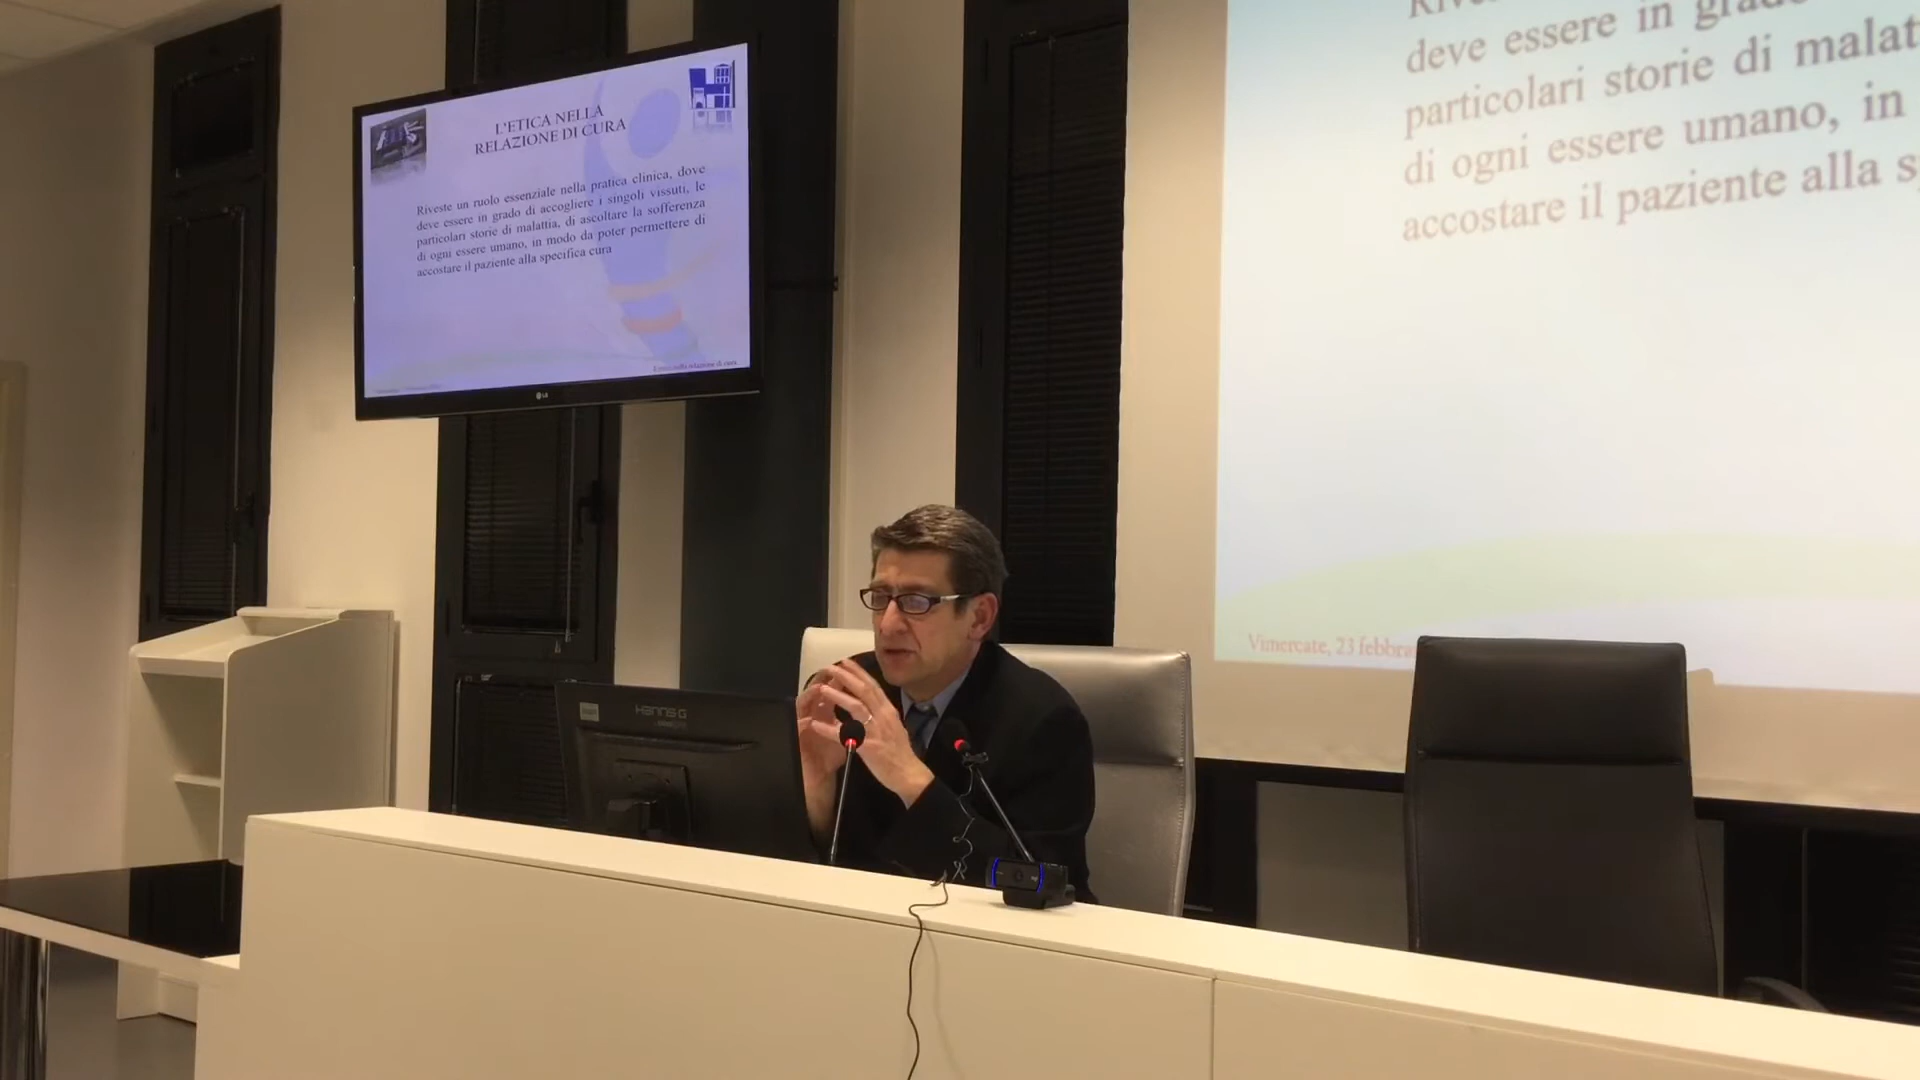 L'ETICA NELLA
RELAZIONE DI CURA
Riveste un ruolo essenziale nella pratica clinica, dove
deve essere in grado di accogliere i singoli vissuti, le
particolari storie di malattia, di ascoltare la sofferenza
di ogni essere umano, in modo da poter permettere di
accostare il paziente alla specifica cura
LG
deve essere in
particolari storie di
di ogni essere umano, in
accostare il paziente alla
Vimercate, 23
HANNS G